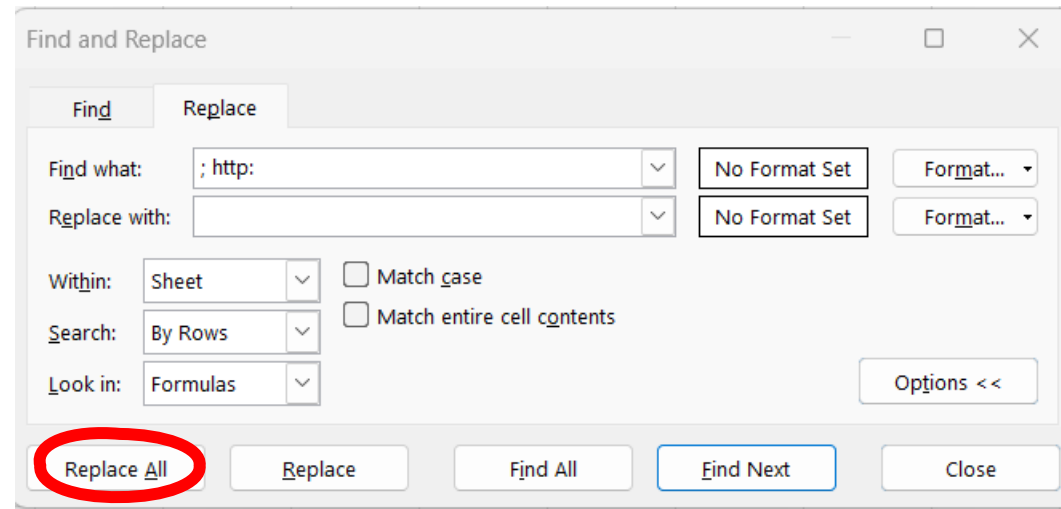 Find and Replace
Find Replace
Find what: ; http: No Format Set Format...
Replace with: No Format Set Format...
Within: Sheet Match case
Match entire cell contents
Search: By Rows
Look in: Formulas Options <<
Replace All Replace Find All Find Next Close